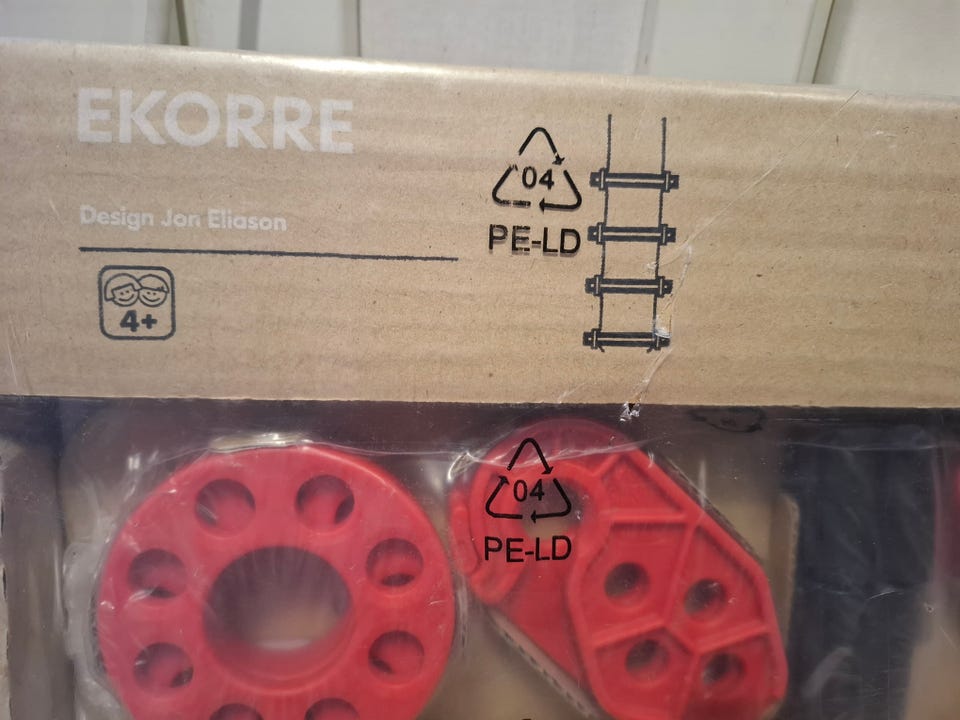 EKORRE
Design Jon Eliason
4+
04
PE-LD
04
PE-LD